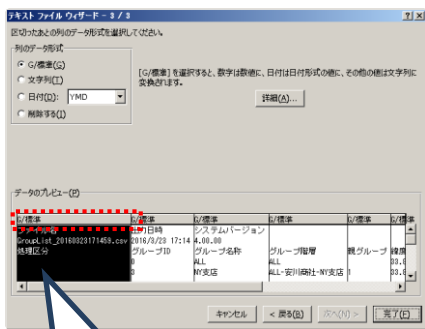 テキスト ファイル ウィザード - 3 / 3
区切ったあとの列のデータ形式を選択してください。
列のデータ形式
G/標準(G)
文字列(T)
日付(D): YMD
削除する(I)
[G/標準] を選択すると、数字は数値に、日付は日付形式の値に、その他の値は文字列に
変換されます。
詳細(A)...
データのプレビュー(P)
G/標準 G/標準 G/標準 G/標準 G/標準 G/標準
ファイル名 出力日時 システムバージョン
GroupList_20160323171459.csv 2016/3/23 17:14 4.00.00
処理区分 グループID グループ名称 グループ階層 親グループ 緯度
0 ALL ALL 33.8
NY支店 ALL-安川商社-NY支店 33.8
キャンセル < 戻る(B) 次へ(N) > 完了(F)